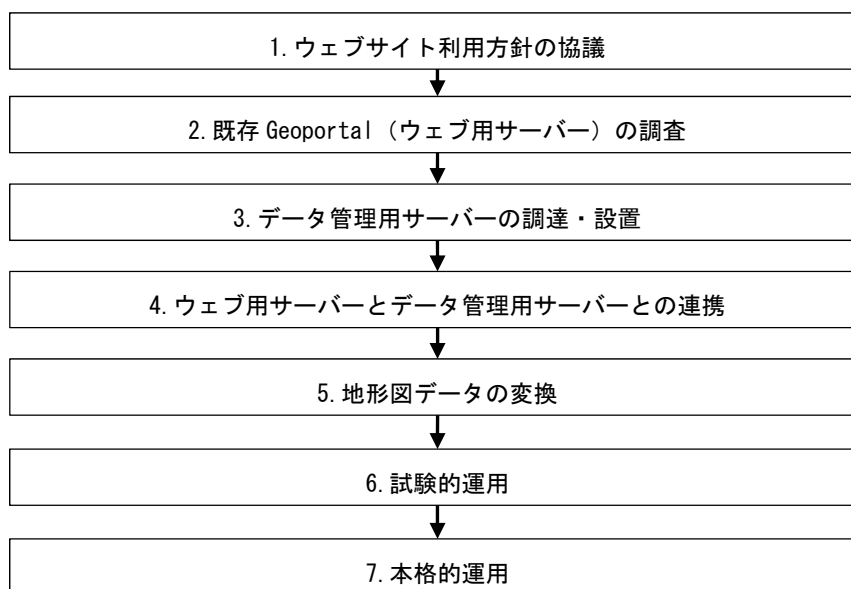 1.ウェブサイト利用方針の協議
2.既存 Geoportal（ウェブ用サーバー）の調査
3.データ管理用サーバーの調達・設置
4.ウェブ用サーバーとデータ管理用サーバーとの連携
5.地形図データの変換
6.試験的運用
7.本格的運用